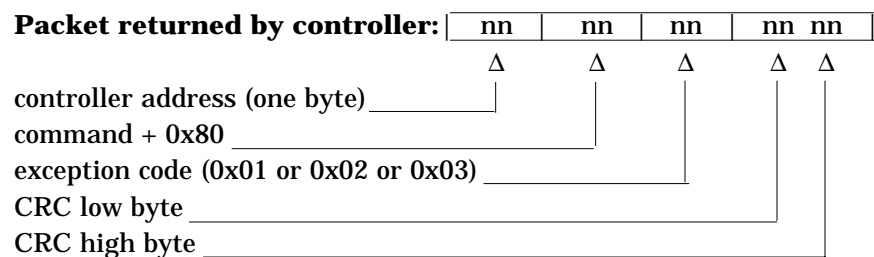 Packet returned by controller: nn nn nn nn nn
Δ Δ Δ Δ Δ
controller address (one byte)
command + 0x80
exception code (0x01 or 0x02 or 0x03)
CRC low byte
CRC high byte